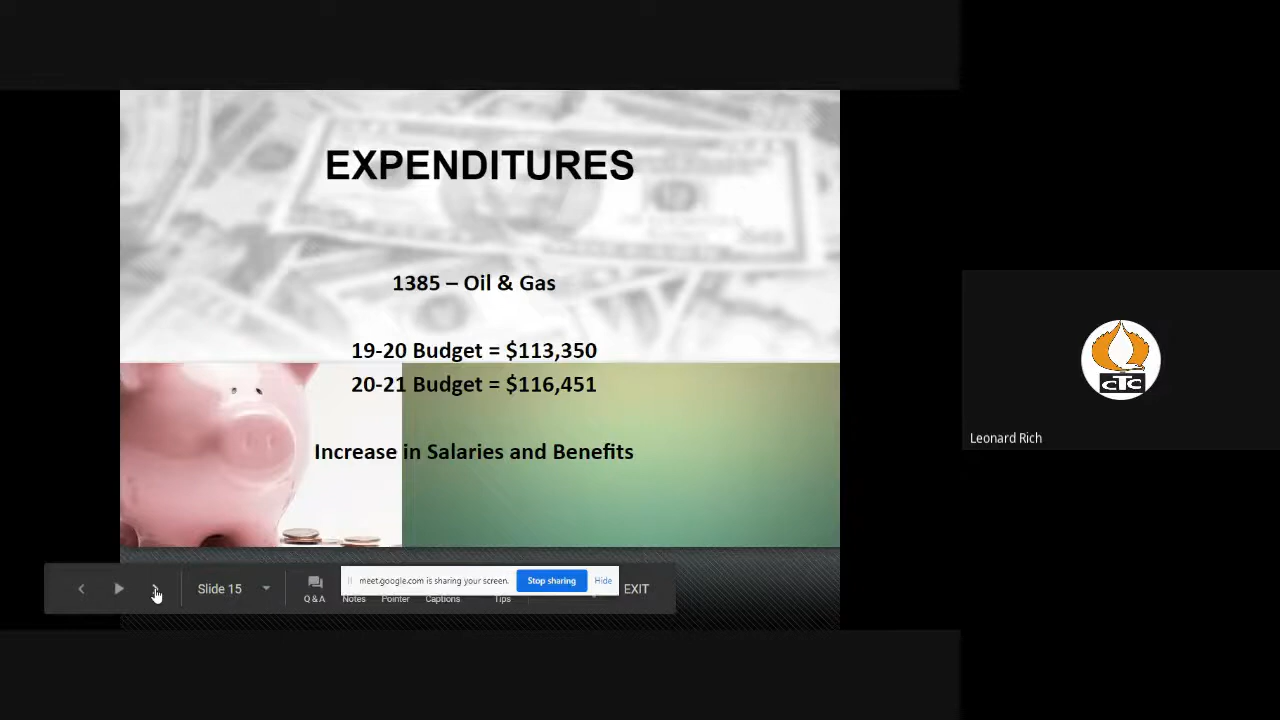 EXPENDITURES
1385 – Oil & Gas
19-20 Budget = $113,350
20-21 Budget = $116,451
Increase in Salaries and Benefits
CTC
Leonard Rich
meet.google.com is sharing your screen.
Stop sharing
Hide
Slide 15
Q&A
Notes
Pointer
Captions
Tips
EXIT